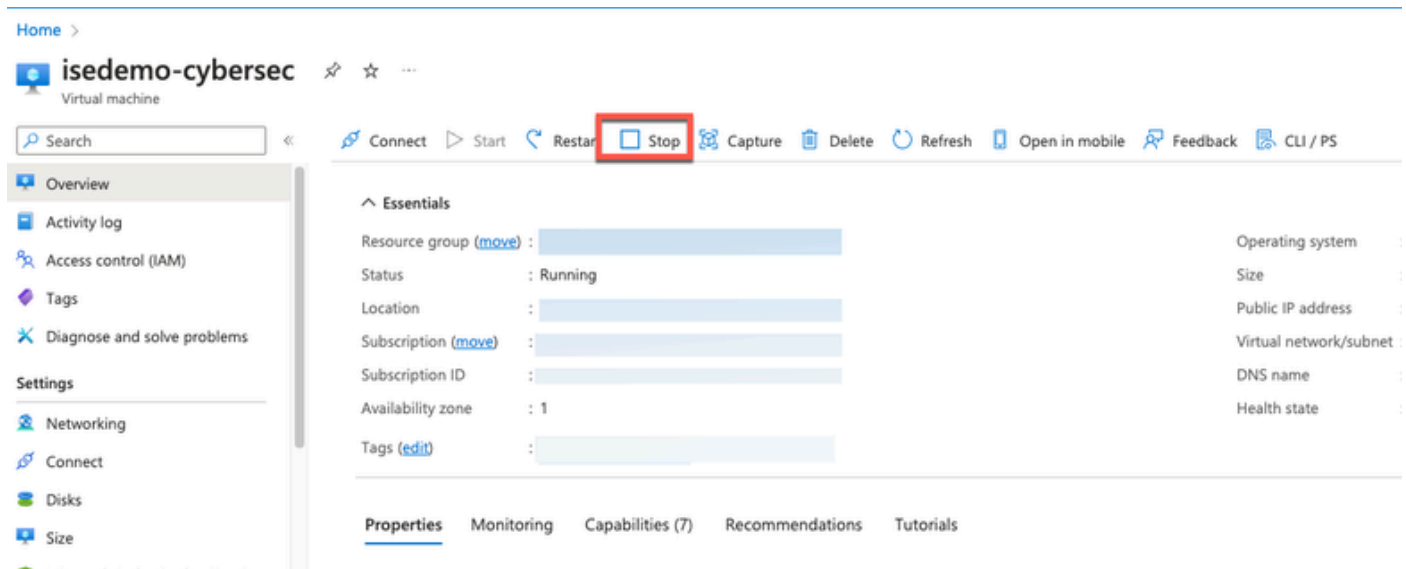 Home >
isedemo-cybersec
Virtual machine
Search
Connect Start Restar Stop Capture Delete Refresh Open in mobile Feedback CLI / PS
Overview
Activity log
Access control (IAM)
Tags
Diagnose and solve problems
Settings
Networking
Connect
Disks
Size
Essentials
Resource group (move) :
Status : Running
Location :
Subscription (move) :
Subscription ID :
Availability zone : 1
Tags (edit) :
Operating system :
Size :
Public IP address :
Virtual network/subnet :
DNS name :
Health state :
Properties Monitoring Capabilities (7) Recommendations Tutorials